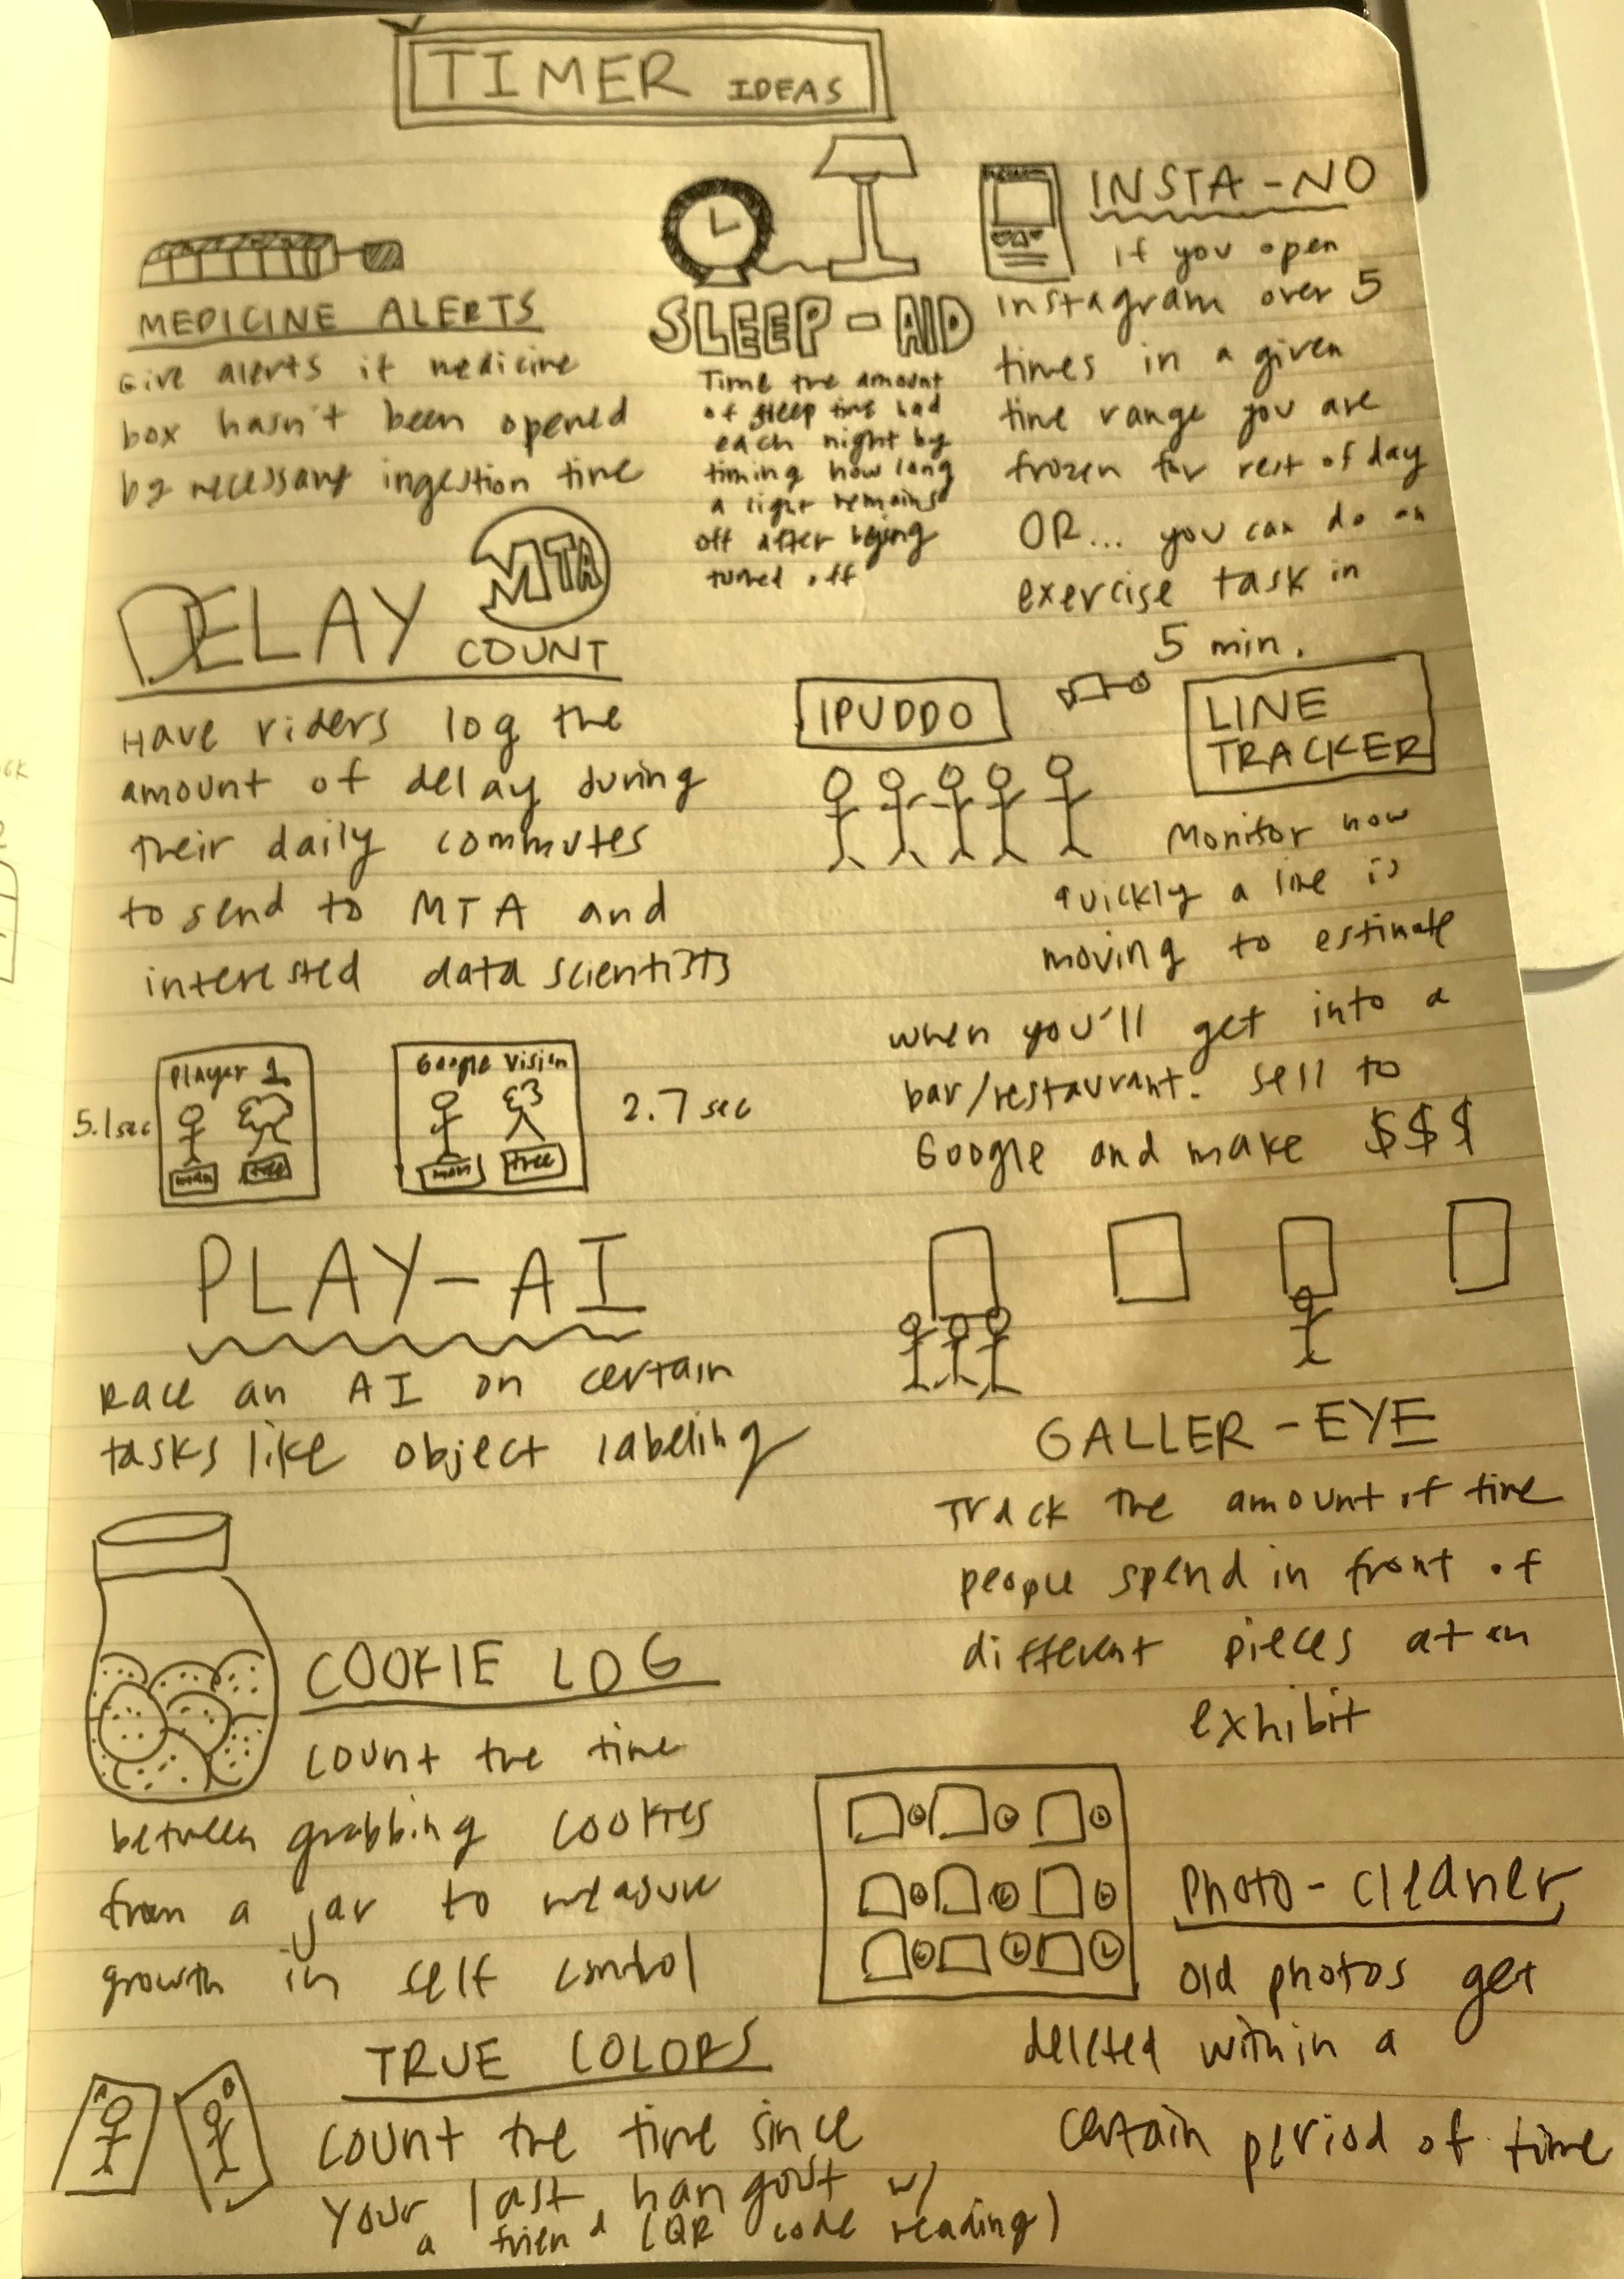 TIMER IDEAS
MEDICINE ALERTS
Give alerts if medicine
box hasn't been opened
by necessary ingestion time
SLEEP-AID
Time the amount
of sleep time had
each night by
timing how long
a light remains
off after being
turned off
INSTA-NO
if you open
instagram over 5
times in a given
time range you are
frozen for rest of day
OR... you can do an
exercise task in
5 min.
DELAY MTA
COUNT
Have riders log the
amount of delay during
their daily commutes
to send to MTA and
interested data scientists
IPUDDO
LINE
TRACKER
Monitor how
quickly a line is
moving to estimate
when you'll get into a
bar/restaurant. Sell to
Google and make $$$
5.1 sec
Player 1
man tree
Google Vision
man tree
2.7 sec
PLAY-AI
Race an AI on certain
tasks like object labeling
GALLER-EYE
Track the amount of time
people spend in front of
different pieces at an
exhibit
COOKIE LOG
count the time
between grabbing cookies
from a jar to measure
growth in self control
Photo-cleaner
old photos get
deleted within a
certain period of time
TRUE COLORS
count the time since
your last hangout w/
a friend (QR code reading)